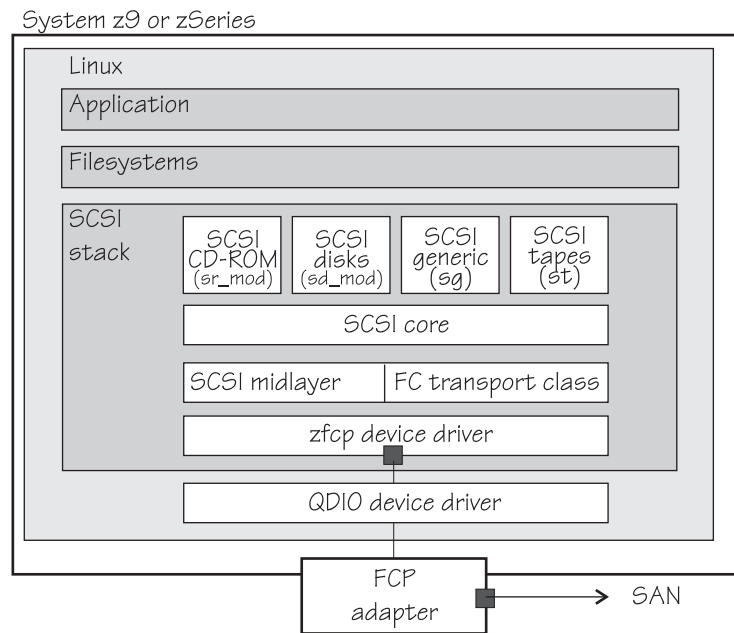 System z9 or zSeries
Linux
Application
Filesystems
SCSI
stack
SCSI
CD-ROM
(sr_mod)
SCSI
disks
(sd_mod)
SCSI
generic
(sg)
SCSI
tapes
(st)
SCSI core
SCSI midlayer
FC transport class
zfcp device driver
QDIO device driver
FCP
adapter
SAN